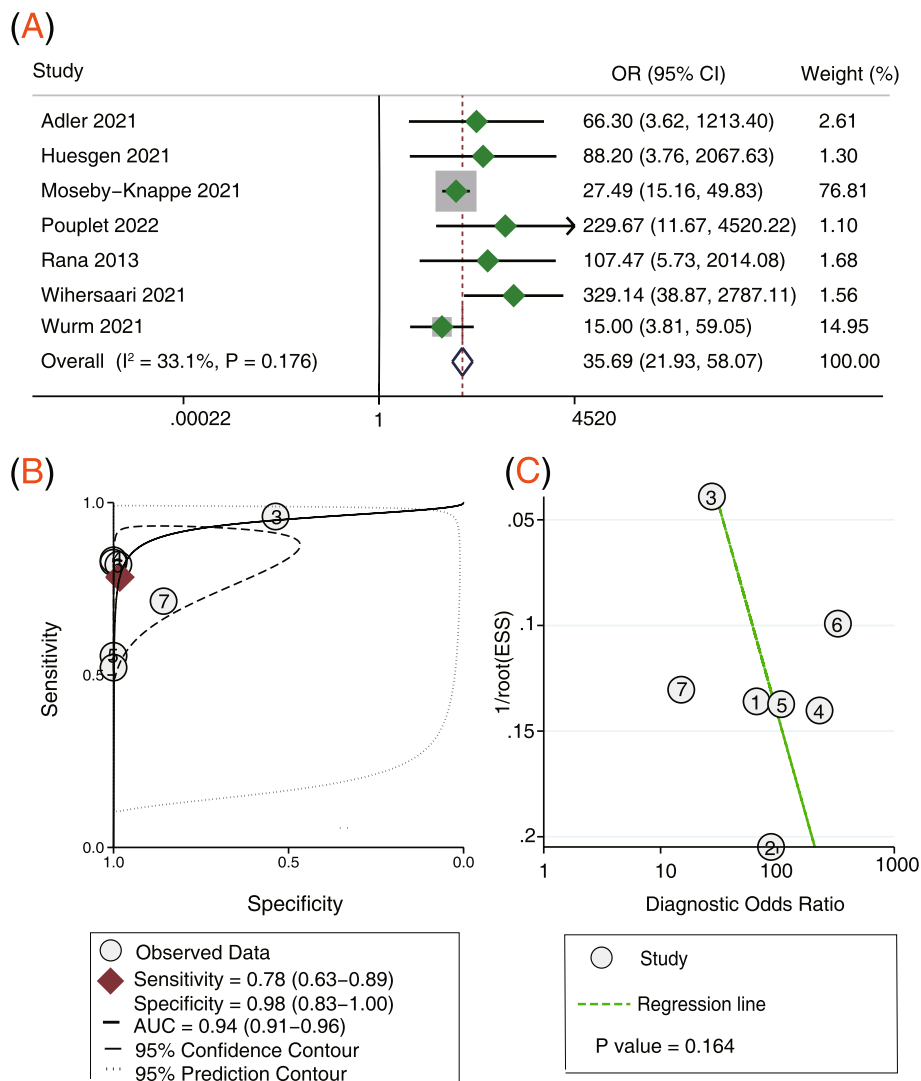 (A)
Study OR (95% CI) Weight (%)
Adler 2021 66.30 (3.62, 1213.40) 2.61
Huesgen 2021 88.20 (3.76, 2067.63) 1.30
Moseby−Knappe 2021 27.49 (15.16, 49.83) 76.81
Pouplet 2022 229.67 (11.67, 4520.22) 1.10
Rana 2013 107.47 (5.73, 2014.08) 1.68
Wihersaari 2021 329.14 (38.87, 2787.11) 1.56
Wurm 2021 15.00 (3.81, 59.05) 14.95
Overall (I² = 33.1%, P = 0.176) 35.69 (21.93, 58.07) 100.00
.00022 1 4520
(B)
1.0
0.5
0.0
Sensitivity
3
7
5
1.0 0.5 0.0
Specificity
Observed Data
Sensitivity = 0.78 (0.63−0.89)
Specificity = 0.98 (0.83−1.00)
AUC = 0.94 (0.91−0.96)
95% Confidence Contour
95% Prediction Contour
(C)
.05
.1
.15
.2
1/root(ESS)
3
6
7
1
5
4
2
1 10 100 1000
Diagnostic Odds Ratio
Study
Regression line
P value = 0.164